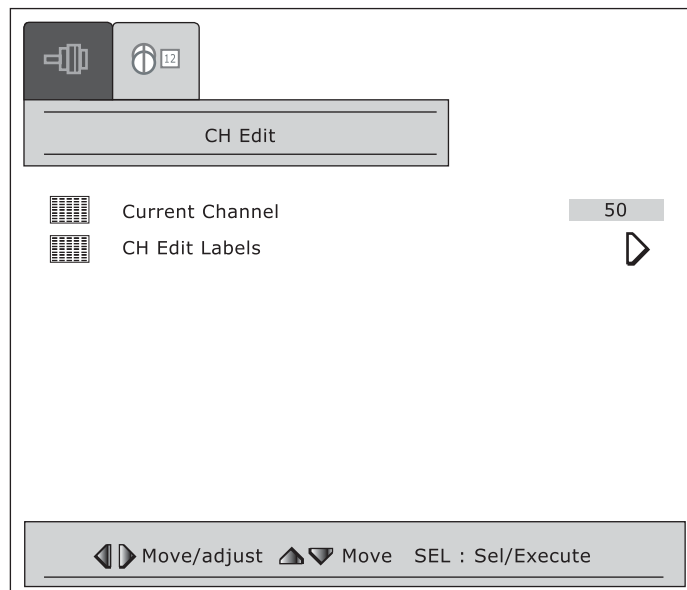 12
CH Edit
Current Channel 50
CH Edit Labels
Move/adjust Move SEL : Sel/Execute